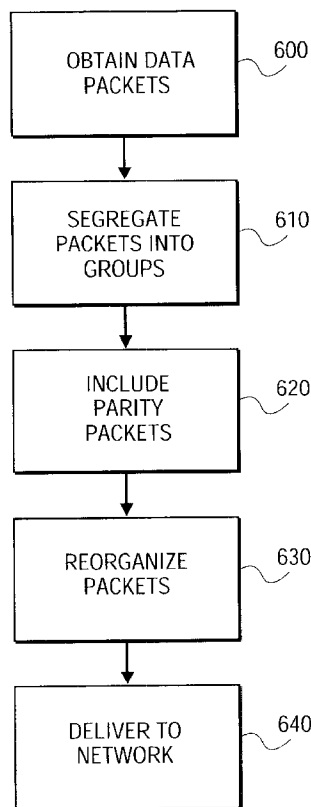 OBTAIN DATA
PACKETS
600
SEGREGATE
PACKETS INTO
GROUPS
610
INCLUDE
PARITY
PACKETS
620
REORGANIZE
PACKETS
630
DELIVER TO
NETWORK
640